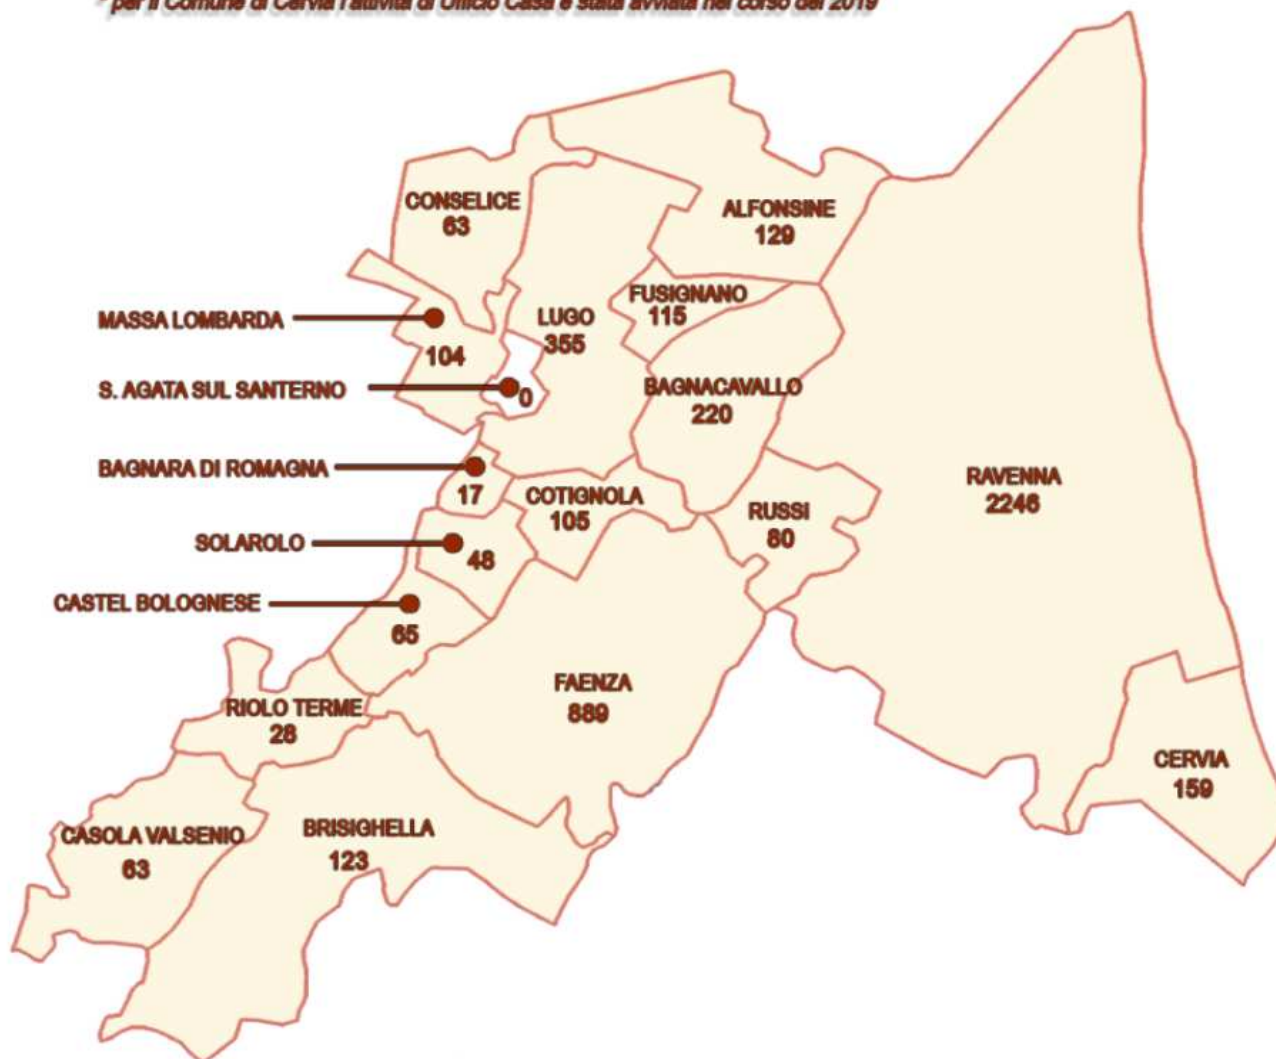 * per il Comune di Cervia l'attività di Ufficio Casa è stata avviata nel corso del 2019
CONSELICE
63
ALFONSINE
129
FUSIGNANO
115
MASSA LOMBARDA
104
LUGO
355
S. AGATA SUL SANTERNO
0
BAGNACAVALLO
220
BAGNARA DI ROMAGNA
17
COTIGNOLA
105
RUSSI
80
RAVENNA
2246
SOLAROLO
48
CASTEL BOLOGNESE
65
FAENZA
889
RIOLO TERME
28
CERVIA
159
CASOLA VALSENIO
63
BRISIGHELLA
123